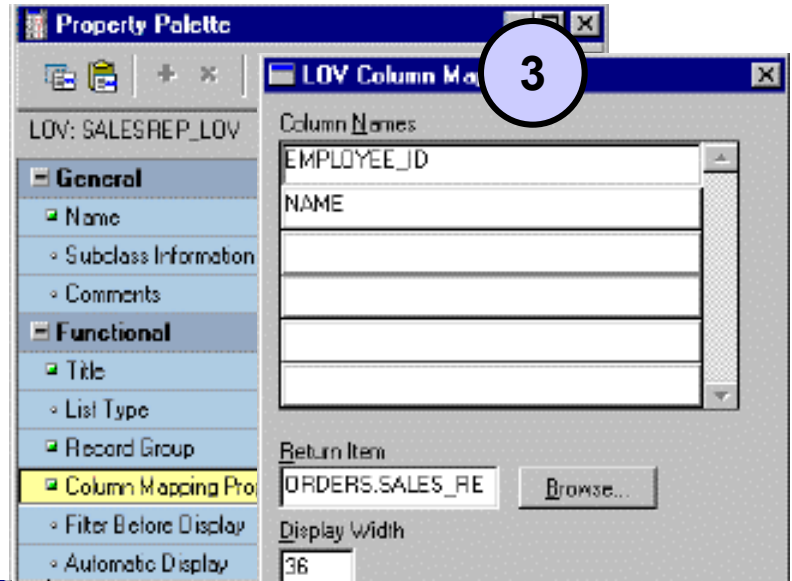 Property Palette
LOV Column Ma
3
LOV: SALESREP_LOV
Column Names
EMPLOYEE_ID
NAME
General
Name
Subclass Information
Comments
Functional
Title
List Type
Record Group
Column Mapping Pro
Filter Before Display
Automatic Display
Return Item
ORDERS.SALES_RE
Browse...
Display Width
36